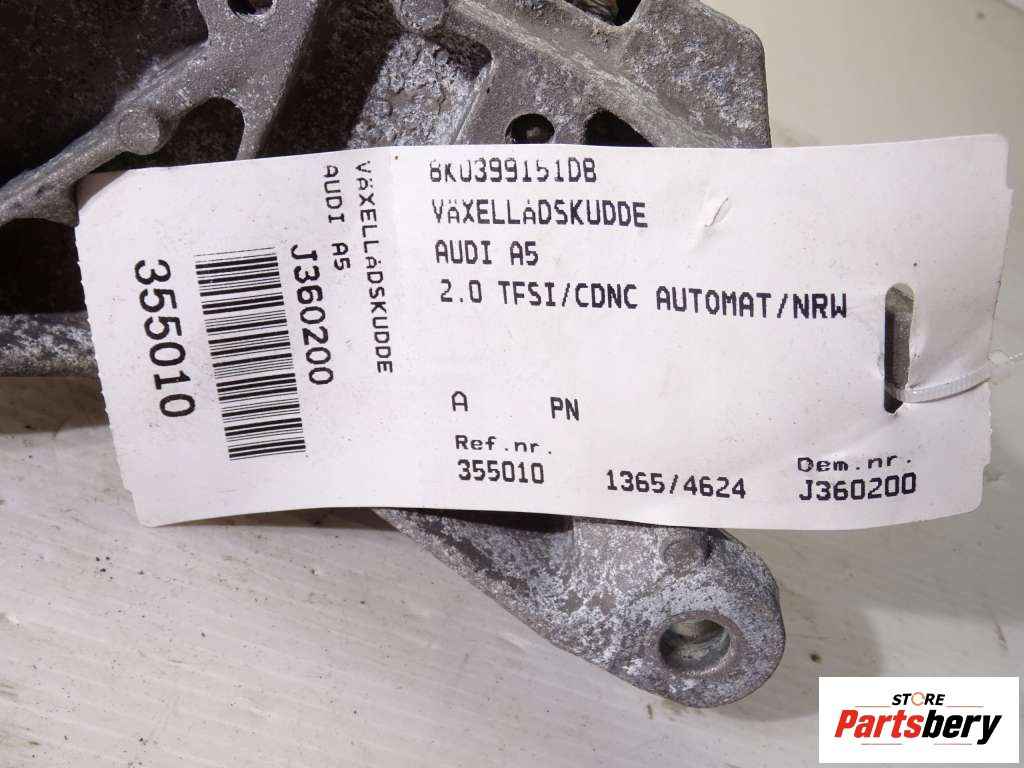 8K0399151DB
VÄXELLÅDSKUDDE
AUDI A5
2.0 TFSI/CDNC AUTOMAT/NRW
A PN
Ref.nr. Dem.nr.
355010 1365/4624 J360200
VÄXELLÅDSKUDDE
AUDI A5
J360200
355010
STORE
Partsbery